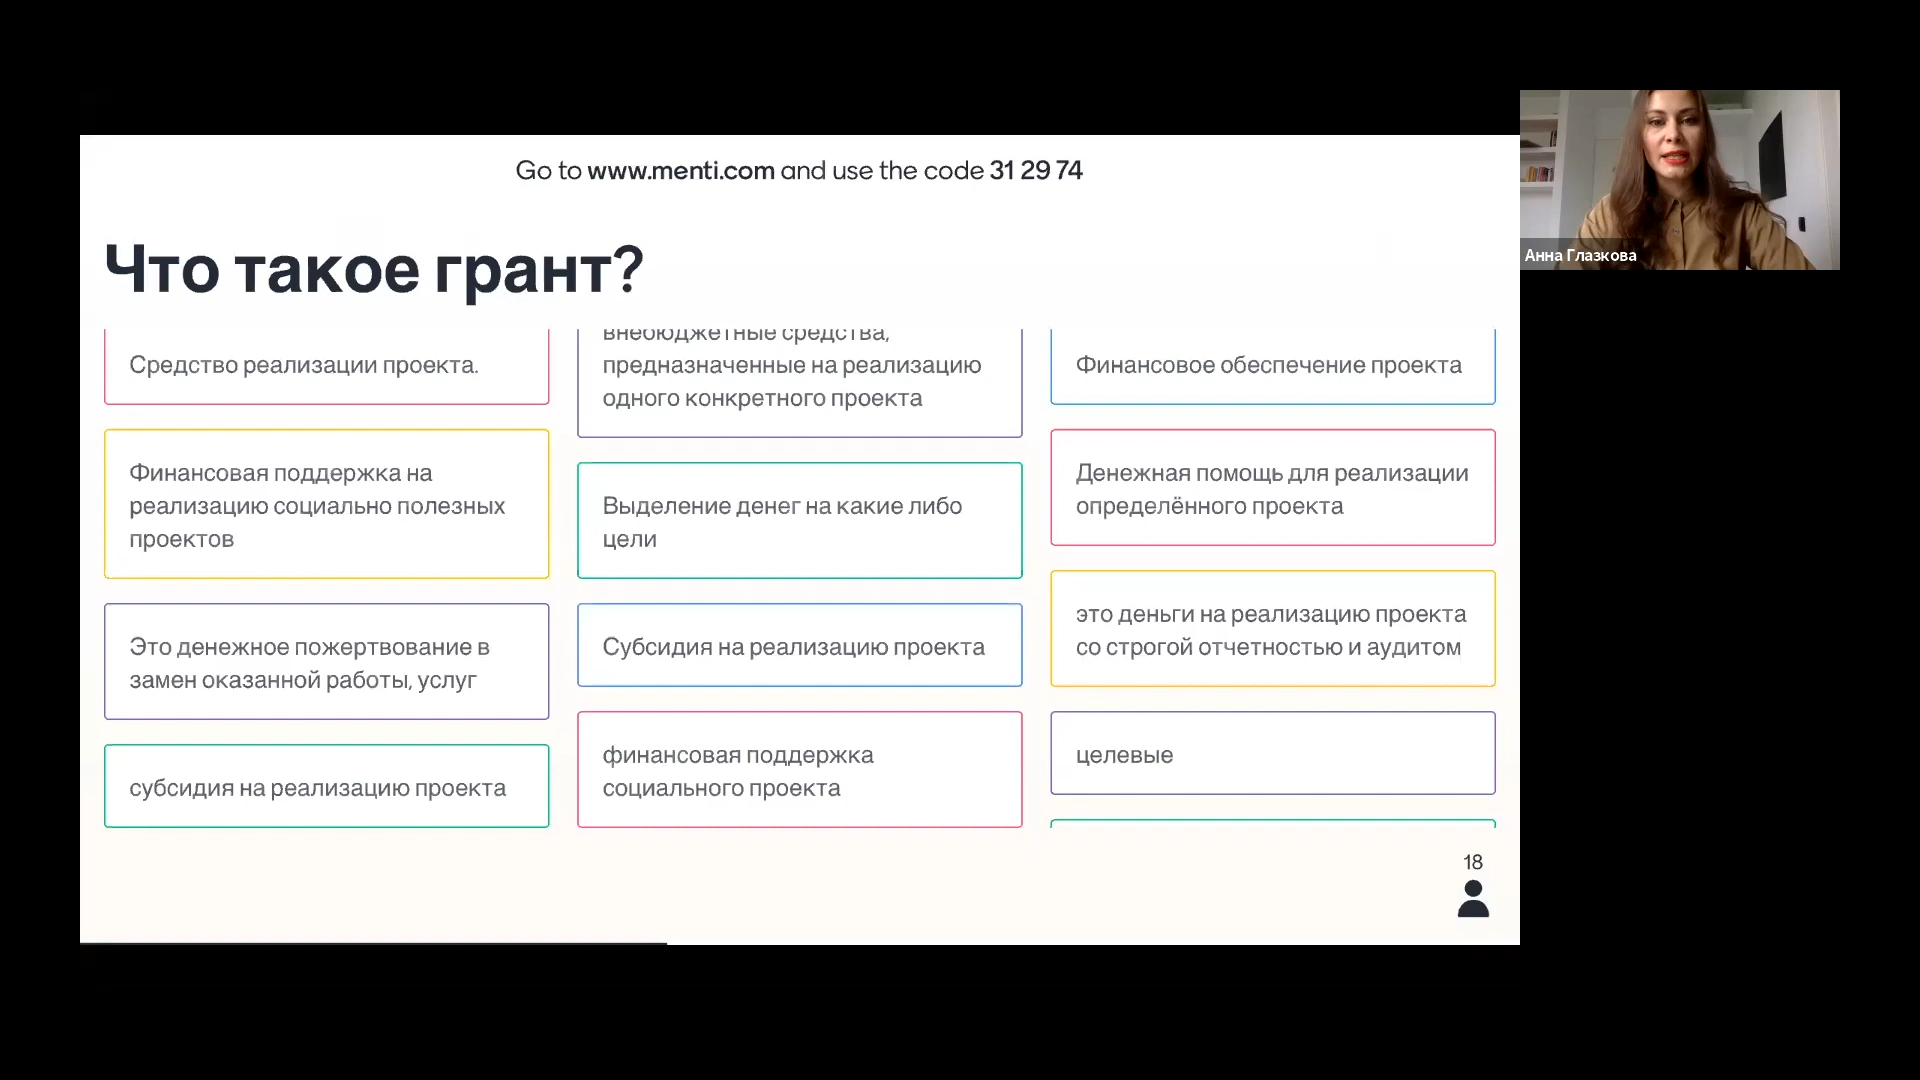 Go to www.menti.com and use the code 31 29 74
Что такое грант?
Средство реализации проекта.
Финансовая поддержка на
реализацию социально полезных
проектов
Это денежное пожертвование в
замен оказанной работы, услуг
субсидия на реализацию проекта
внебюджетные средства,
предназначенные на реализацию
одного конкретного проекта
Выделение денег на какие либо
цели
Субсидия на реализацию проекта
финансовая поддержка
социального проекта
Финансовое обеспечение проекта
Денежная помощь для реализации
определённого проекта
это деньги на реализацию проекта
со строгой отчетностью и аудитом
целевые
18
Анна Глазкова